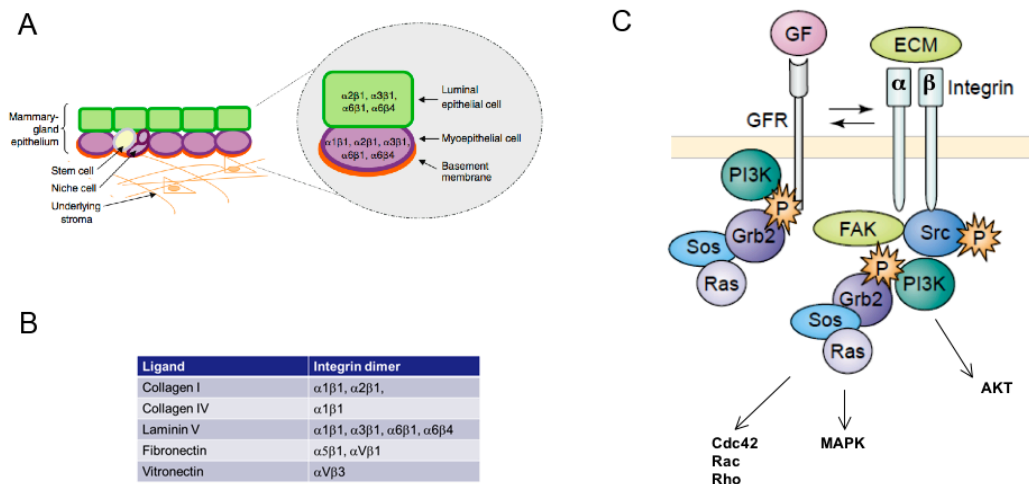 A
Mammary-
gland
epithelium
Stem cell
Niche cell
Underlying
stroma
α2β1, α3β1,
α6β1, α6β4
α1β1, α2β1, α3β1,
α6β1, α6β4
Luminal
epithelial cell
Myoepithelial cell
Basement
membrane
B
Ligand Integrin dimer
Collagen I α1β1, α2β1,
Collagen IV α1β1
Laminin V α1β1, α3β1, α6β1, α6β4
Fibronectin α5β1, αVβ1
Vitronectin αVβ3
C
GF
ECM
α β Integrin
GFR
PI3K
P
Grb2
Sos
Ras
FAK
Src
P
P
PI3K
Grb2
Sos
Ras
AKT
Cdc42
Rac
Rho
MAPK